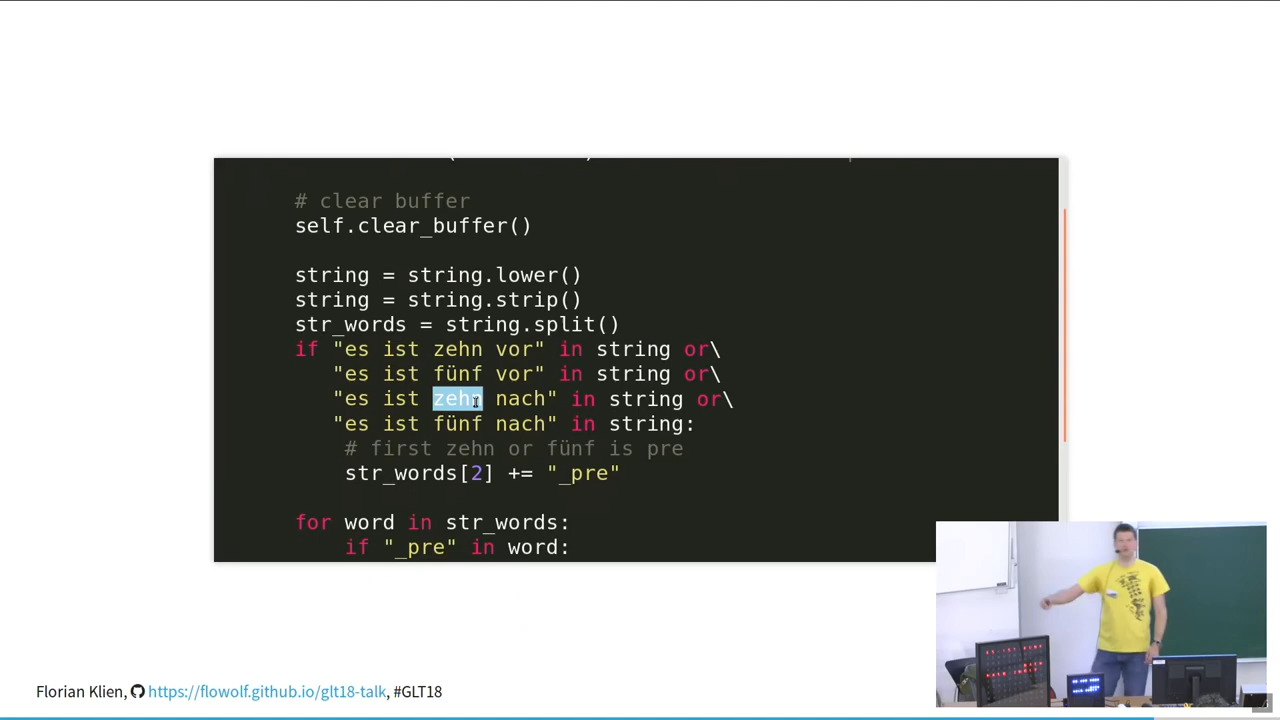 # clear buffer
self.clear_buffer()
string = string.lower()
string = string.strip()
str_words = string.split()
if "es ist zehn vor" in string or\
"es ist fünf vor" in string or\
"es ist zehn nach" in string or\
"es ist fünf nach" in string:
# first zehn or fünf is pre
str_words[2] += "_pre"
for word in str_words:
if "_pre" in word:
Florian Klien, https://flowolf.github.io/glt18-talk, #GLT18